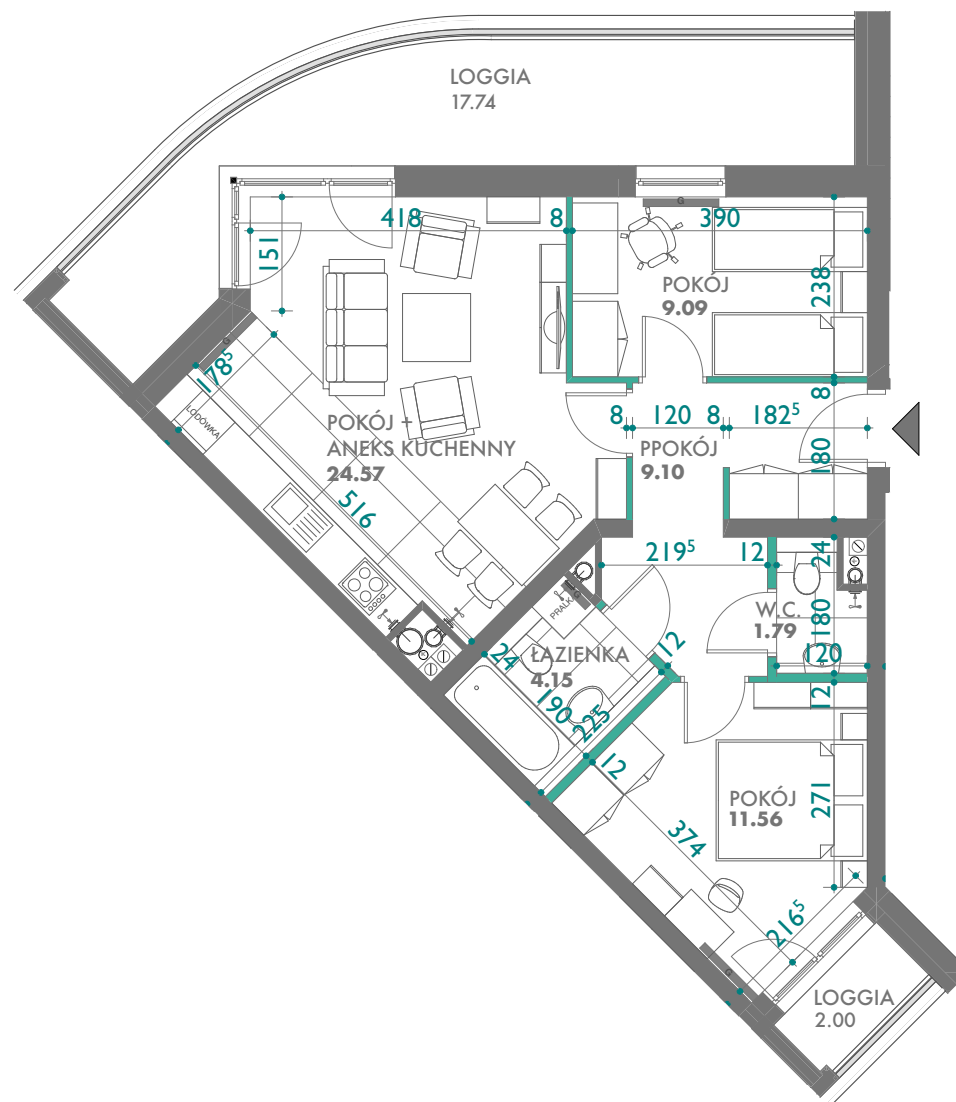 LOGGIA
17.74
418
8
390
151
POKÓJ
9.09
238
G
G
178⁵
LODÓWKA
POKÓJ +
ANEKS KUCHENNY
24.57
8
120
8
182⁵
8
180
PPOKÓJ
9.10
516
219⁵
12
24
W.C.
1.79
180
120
PRALKA
G
ŁAZIENKA
4.15
24
12
190
225
12
12
POKÓJ
11.56
271
374
216⁵
G
LOGGIA
2.00